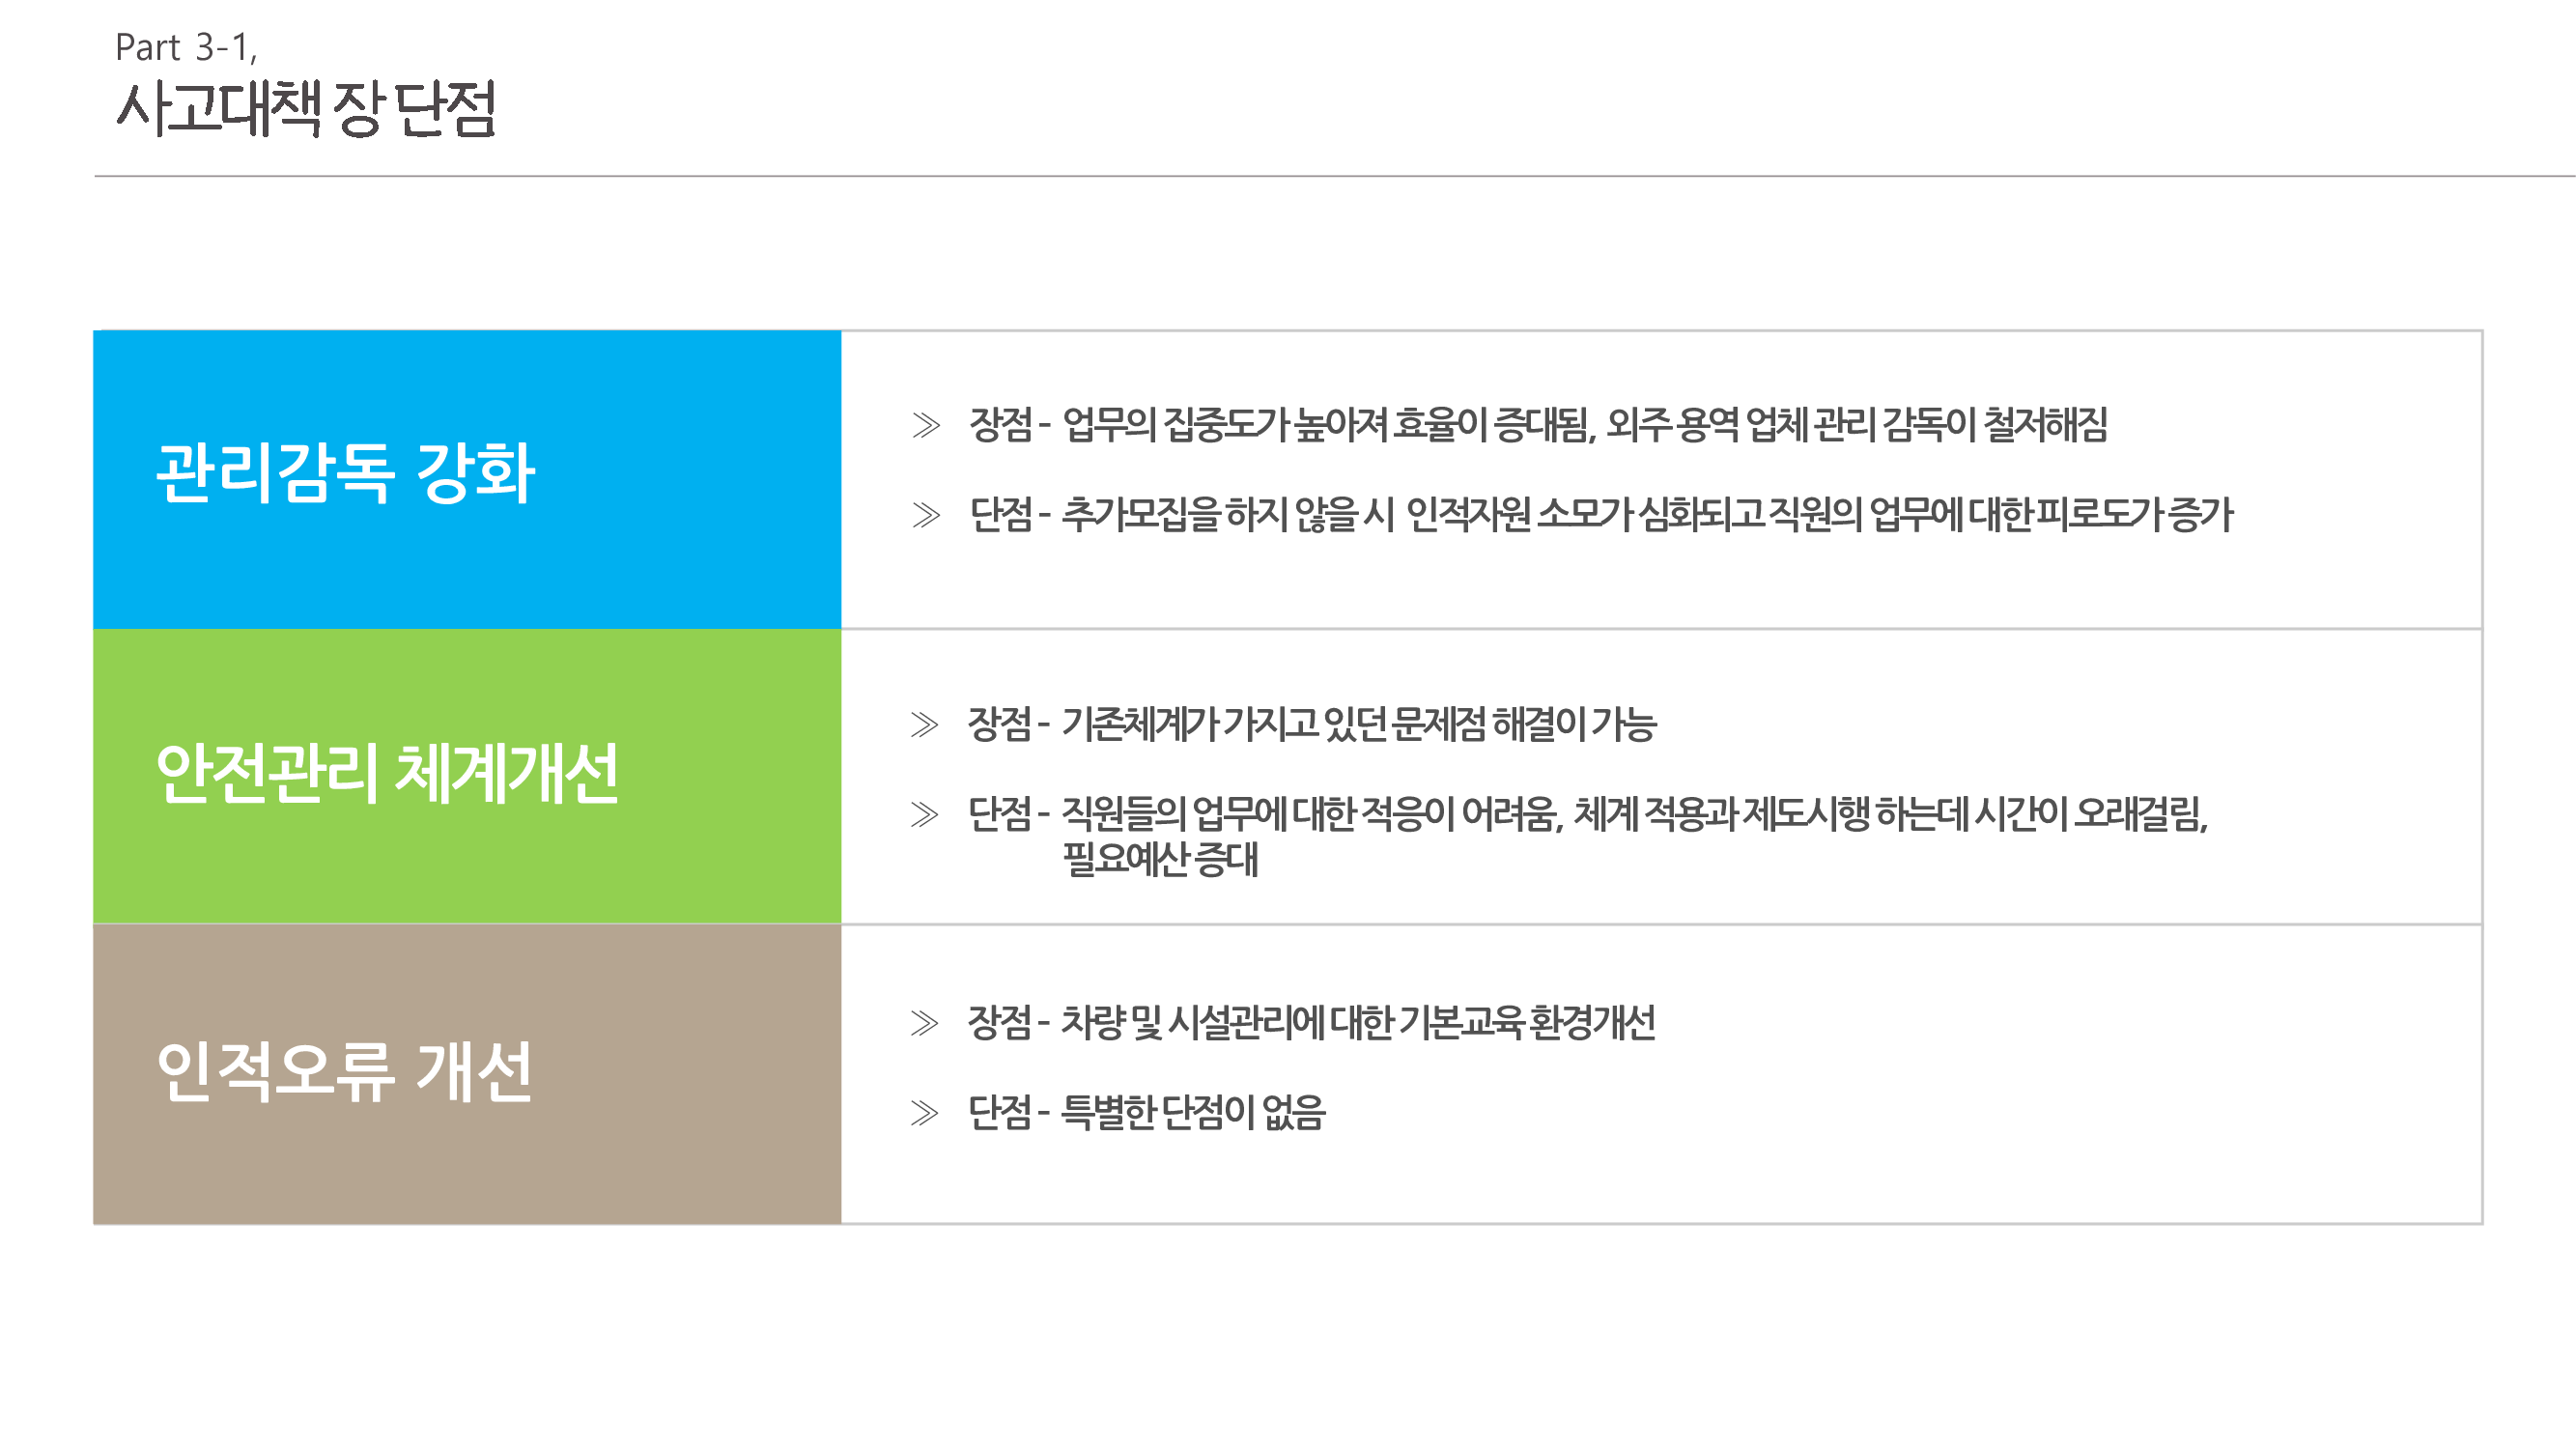 Part 3-1,
사고대책 장 단점
관리감독 강화
≫ 장점 - 업무의 집중도가 높아져 효율이 증대됨, 외주 용역 업체 관리 감독이 철저해짐
≫ 단점 - 추가모집을 하지 않을 시 인적자원 소모가 심화되고 직원의 업무에 대한 피로도가 증가
안전관리 체계개선
≫ 장점 - 기존체계가 가지고 있던 문제점 해결이 가능
≫ 단점 - 직원들의 업무에 대한 적응이 어려움, 체계 적용과 제도시행 하는데 시간이 오래걸림,
필요예산 증대
인적오류 개선
≫ 장점 - 차량 및 시설관리에 대한 기본교육 환경개선
≫ 단점 - 특별한 단점이 없음